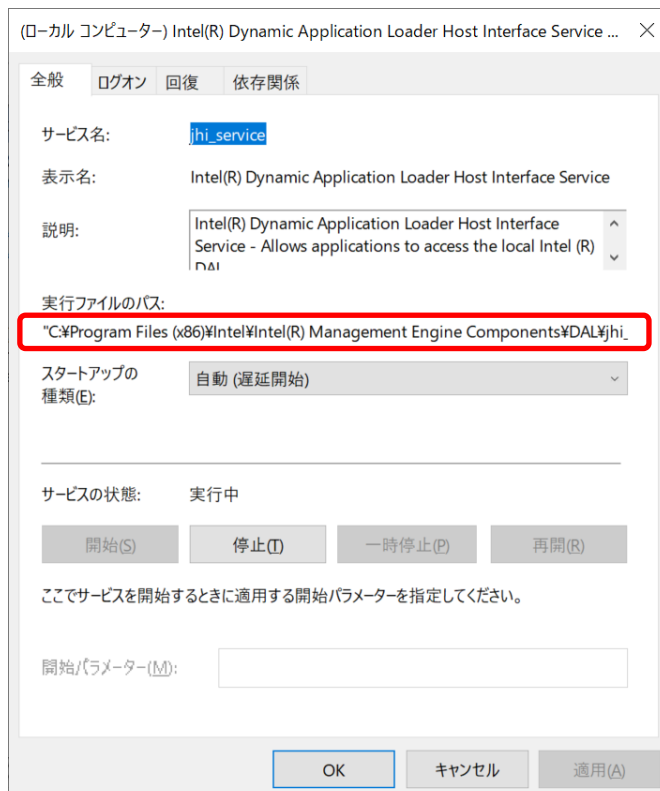 (ローカル コンピューター) Intel(R) Dynamic Application Loader Host Interface Service ...
全般 ログオン 回復 依存関係
サービス名: jhi_service
表示名: Intel(R) Dynamic Application Loader Host Interface Service
説明: Intel(R) Dynamic Application Loader Host Interface
Service - Allows applications to access the local Intel (R)
DAL
実行ファイルのパス:
"C:¥Program Files (x86)¥Intel¥Intel(R) Management Engine Components¥DAL¥jhi_
スタートアップの
種類(E): 自動 (遅延開始)
サービスの状態: 実行中
開始(S) 停止(T) 一時停止(P) 再開(R)
ここでサービスを開始するときに適用する開始パラメーターを指定してください。
開始パラメーター(M):
OK キャンセル 適用(A)